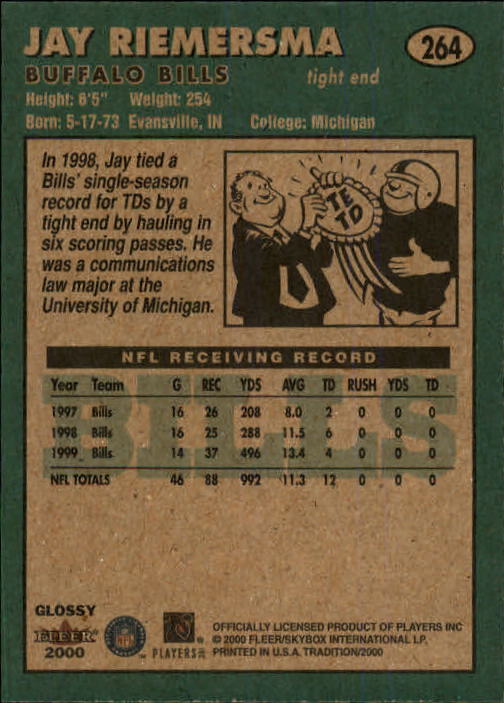 JAY RIEMERSMA
264
BUFFALO BILLS
tight end
Height: 6'5" Weight: 254
Born: 5-17-73 Evansville, IN College: Michigan
In 1998, Jay tied a
Bills' single-season
record for TDs by a
tight end by hauling in
six scoring passes. He
was a communications
law major at the
University of Michigan.
TE
TD
NFL RECEIVING RECORD
BILLS
Year Team G REC YDS AVG TD RUSH YDS TD
1997 Bills 16 26 208 8.0 2 0 0 0
1998 Bills 16 25 288 11.5 6 0 0 0
1999 Bills 14 37 496 13.4 4 0 0 0
NFL TOTALS 46 88 992 11.3 12 0 0 0
GLOSSY
FLEER
2000
NFL
PLAYERS INC
OFFICIALLY LICENSED PRODUCT OF PLAYERS INC
© 2000 FLEER/SKYBOX INTERNATIONAL LP.
PRINTED IN U.S.A. TRADITION/2000